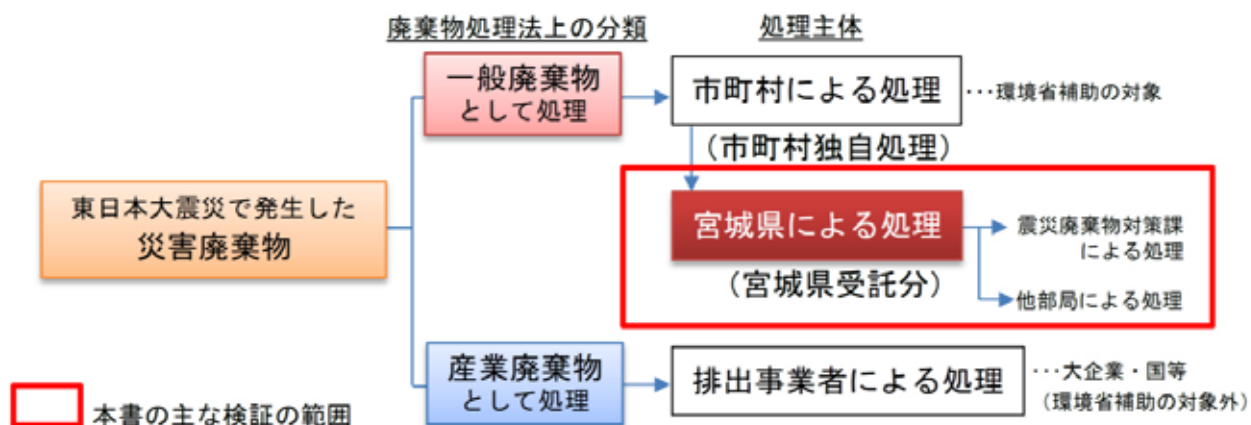 廃棄物処理法上の分類
処理主体
一般廃棄物
として処理
市町村による処理
･･･環境省補助の対象
(市町村独自処理)
東日本大震災で発生した
災害廃棄物
宮城県による処理
震災廃棄物対策課
による処理
(宮城県受託分)
他部局による処理
産業廃棄物
として処理
排出事業者による処理
･･･大企業・国等
(環境省補助の対象外)
本書の主な検証の範囲